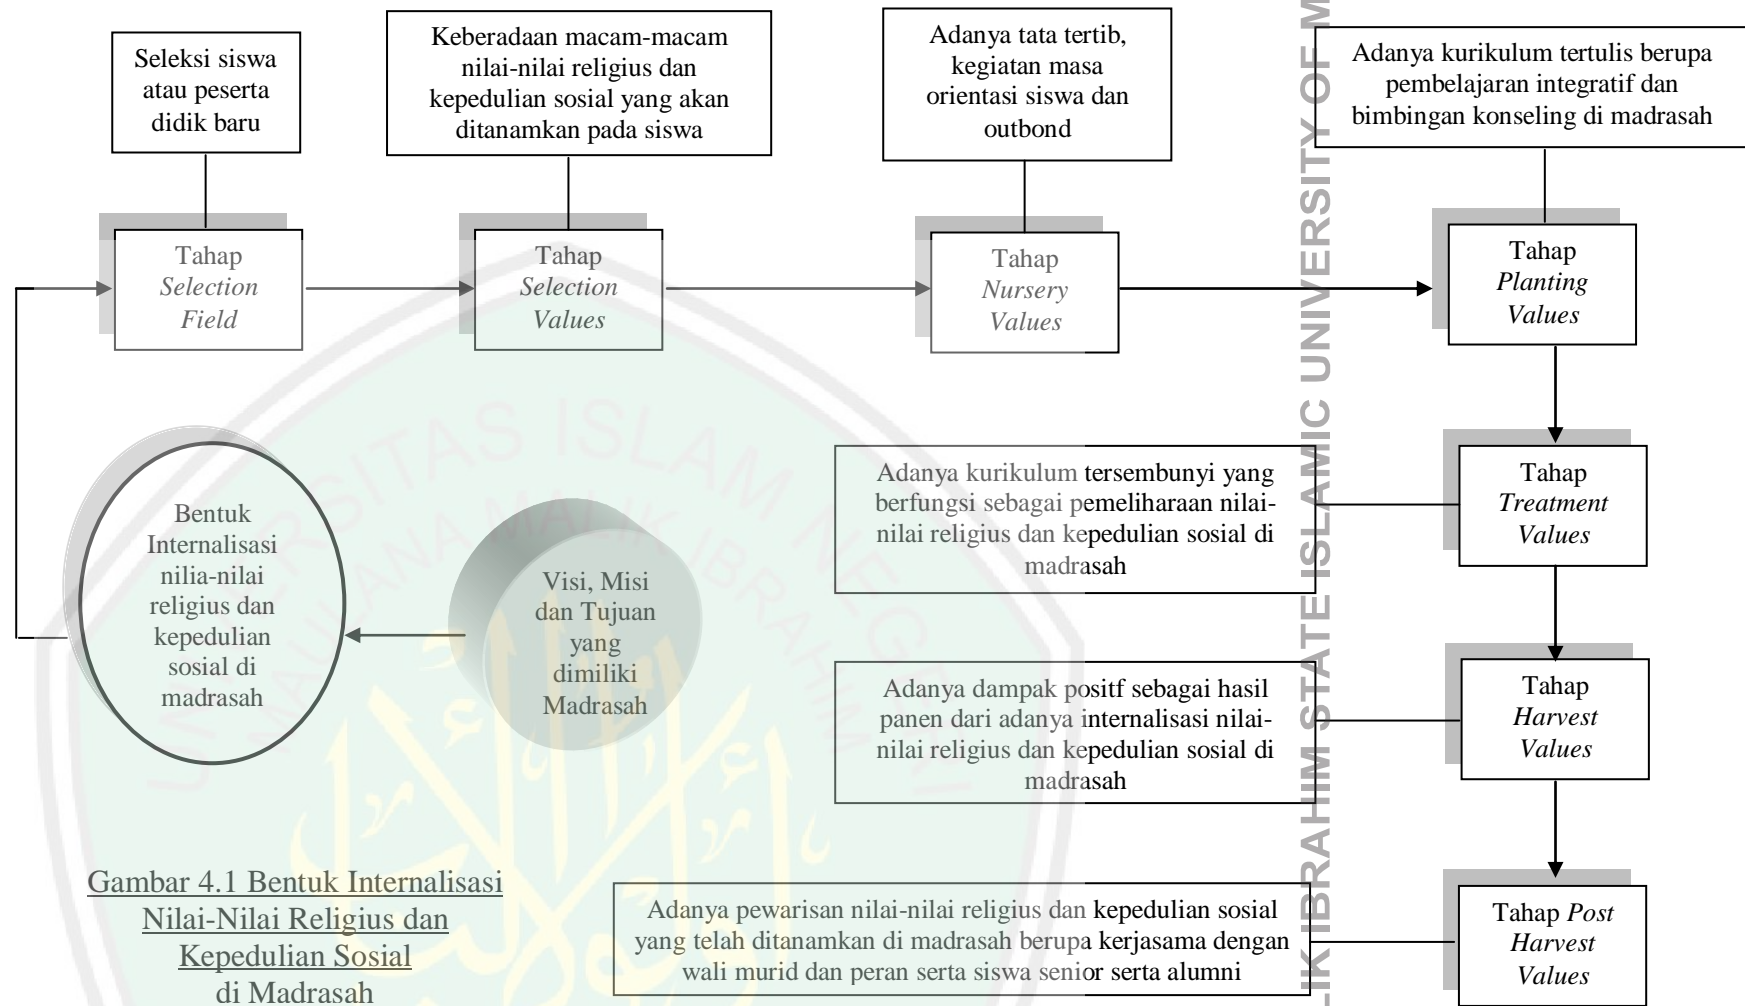 Seleksi siswa
atau peserta
didik baru
Keberadaan macam-macam
nilai-nilai religius dan
kepedulian sosial yang akan
ditanamkan pada siswa
Adanya tata tertib,
kegiatan masa
orientasi siswa dan
outbond
Adanya kurikulum tertulis berupa
pembelajaran integratif dan
bimbingan konseling di madrasah
Tahap
Selection
Field
Tahap
Selection
Values
Tahap
Nursery
Values
Tahap
Planting
Values
Bentuk
Internalisasi
nilia-nilai
religius dan
kepedulian
sosial di
madrasah
Visi, Misi
dan Tujuan
yang
dimiliki
Madrasah
Adanya kurikulum tersembunyi yang
berfungsi sebagai pemeliharaan nilai-
nilai religius dan kepedulian sosial di
madrasah
Tahap
Treatment
Values
Adanya dampak positf sebagai hasil
panen dari adanya internalisasi nilai-
nilai religius dan kepedulian sosial di
madrasah
Tahap
Harvest
Values
Adanya pewarisan nilai-nilai religius dan kepedulian sosial
yang telah ditanamkan di madrasah berupa kerjasama dengan
wali murid dan peran serta siswa senior serta alumni
Tahap Post
Harvest
Values
Gambar 4.1 Bentuk Internalisasi
Nilai-Nilai Religius dan
Kepedulian Sosial
di Madrasah
UNIVERSITAS ISLAM NEGERI
MAULANA MALIK IBRAHIM
IBRAHIM STATE ISLAMIC UNIVERSITY OF